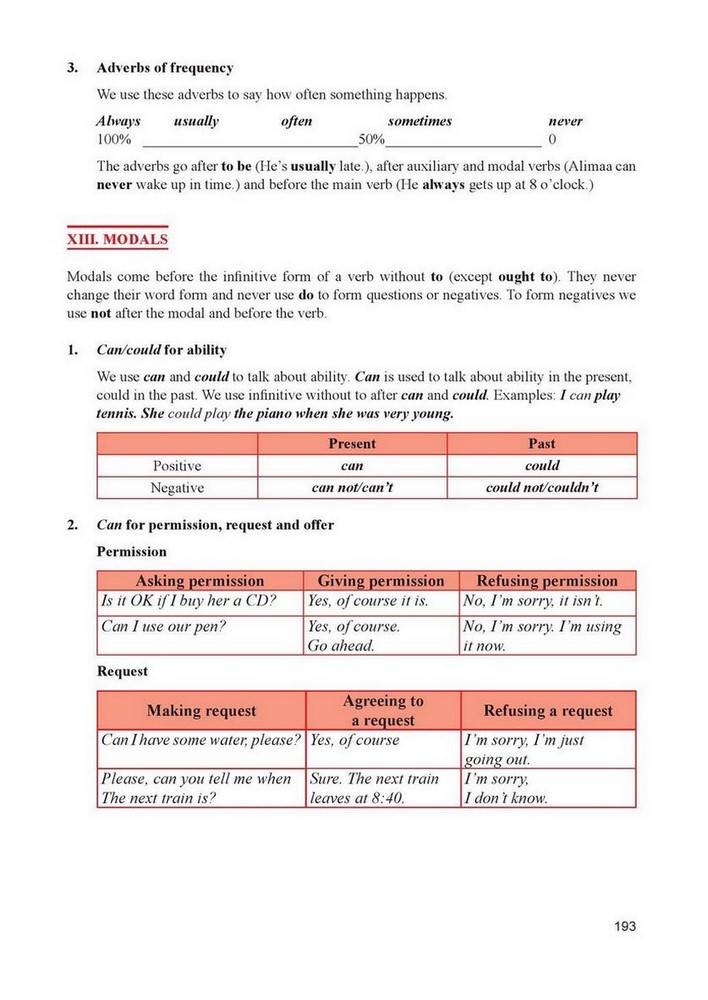 3. Adverbs of frequency
We use these adverbs to say how often something happens.
Always usually often sometimes never
100% ____________________________50%____________________ 0
The adverbs go after to be (He's usually late.), after auxiliary and modal verbs (Alimaa can
never wake up in time.) and before the main verb (He always gets up at 8 o'clock.)
XIII. MODALS
Modals come before the infinitive form of a verb without to (except ought to). They never
change their word form and never use do to form questions or negatives. To form negatives we
use not after the modal and before the verb.
1. Can/could for ability
We use can and could to talk about ability. Can is used to talk about ability in the present,
could in the past. We use infinitive without to after can and could. Examples: I can play
tennis. She could play the piano when she was very young.
Present Past
Positive can could
Negative can not/can't could not/couldn't
2. Can for permission, request and offer
Permission
Asking permission Giving permission Refusing permission
Is it OK if I buy her a CD? Yes, of course it is. No, I'm sorry, it isn't.
Can I use our pen? Yes, of course. No, I'm sorry. I'm using
Go ahead. it now.
Request
Making request Agreeing to a request Refusing a request
Can I have some water, please? Yes, of course I'm sorry, I'm just
going out.
Please, can you tell me when Sure. The next train I'm sorry,
The next train is? leaves at 8:40. I don't know.
193